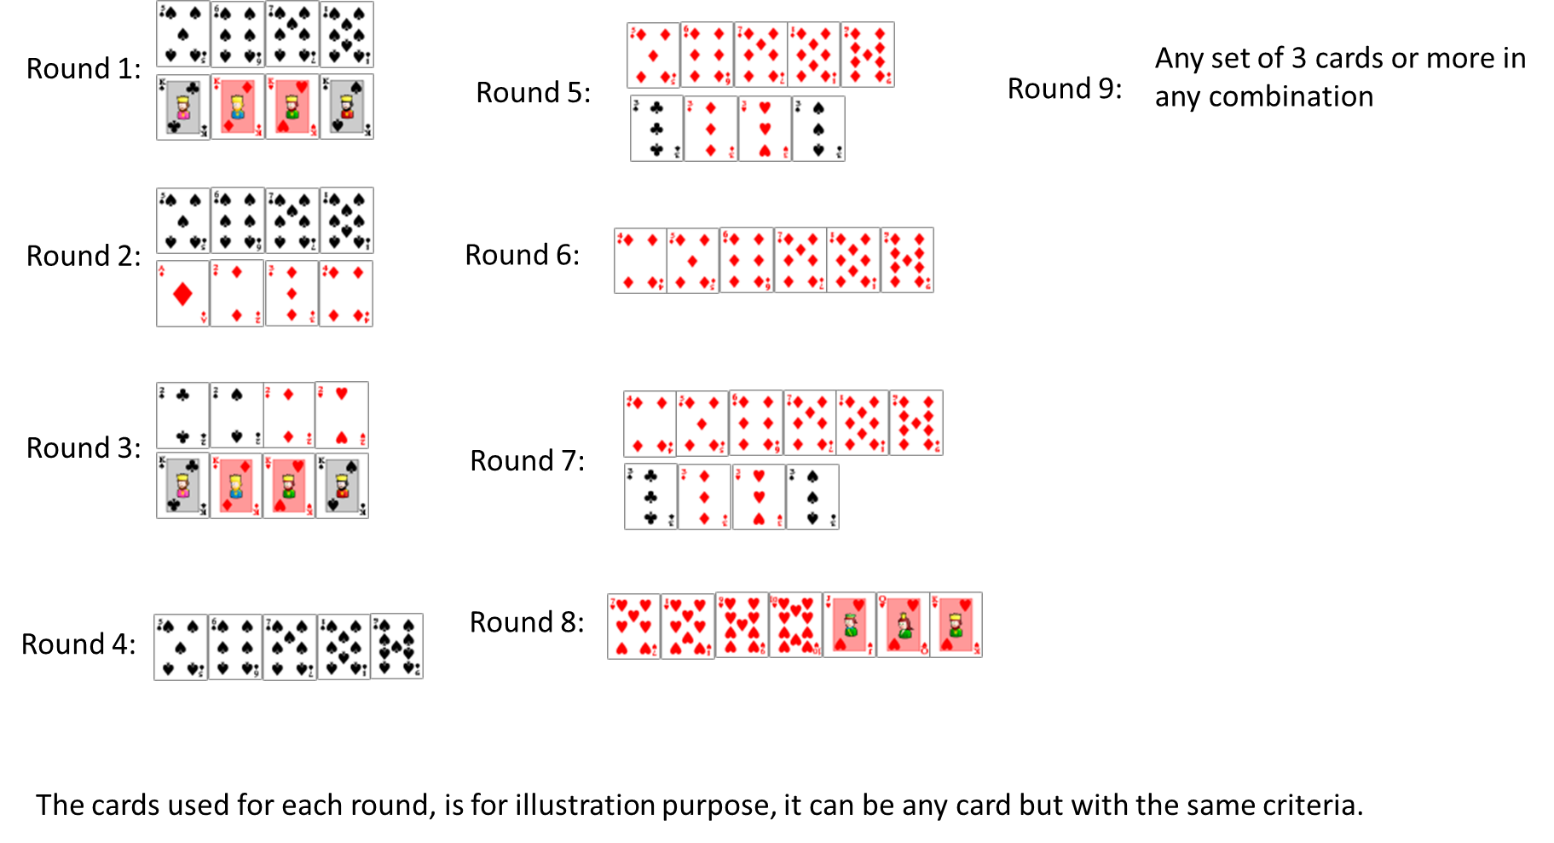 Round 1:
Round 2:
Round 3:
Round 4:
Round 5:
Round 6:
Round 7:
Round 8:
Round 9:
Any set of 3 cards or more in
any combination
The cards used for each round, is for illustration purpose, it can be any card but with the same criteria.